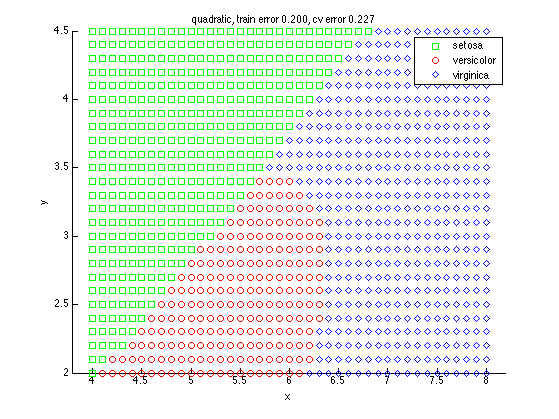 quadratic, train error 0.200, cv error 0.227
4.5
4
3.5
3
2.5
2
y
setosa
versicolor
virginica
4 4.5 5 5.5 6 6.5 7 7.5 8
x